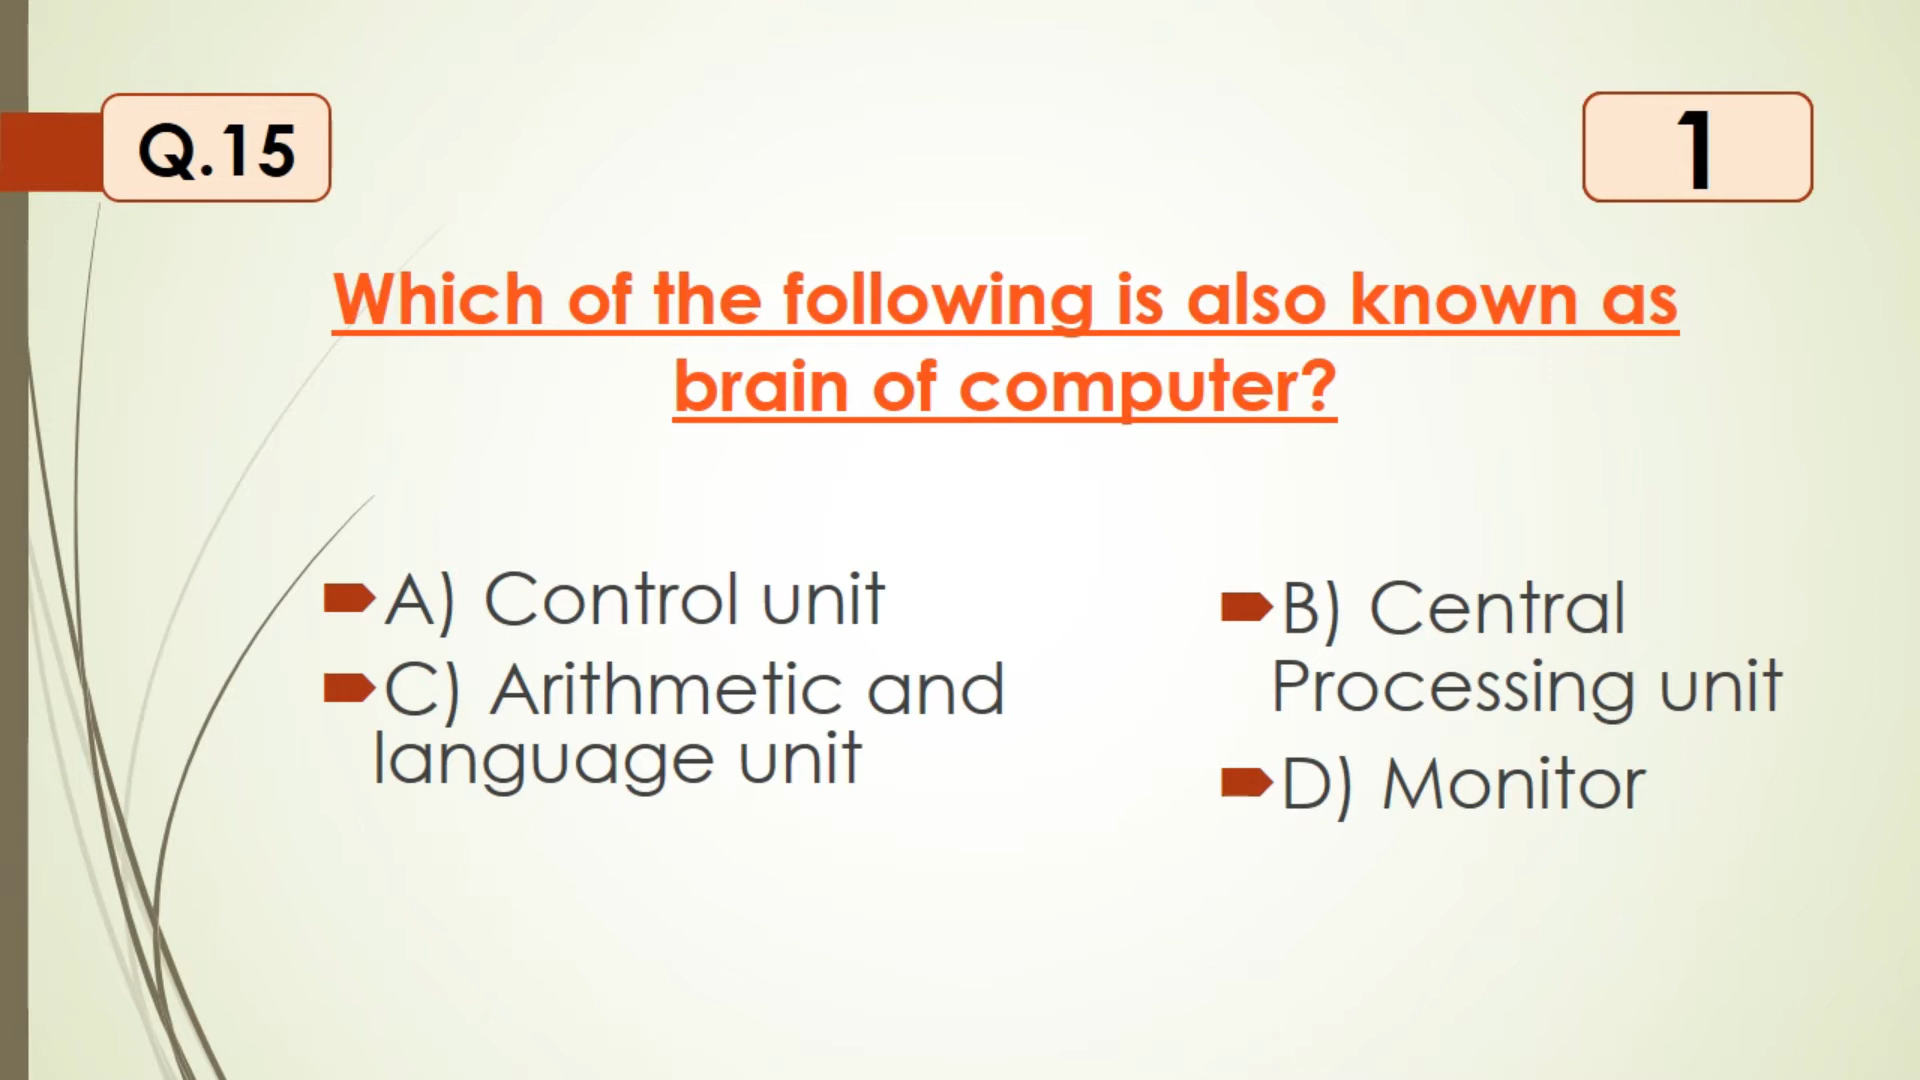 Q.15
1
Which of the following is also known as
brain of computer?
A) Control unit
C) Arithmetic and
language unit
B) Central
Processing unit
D) Monitor